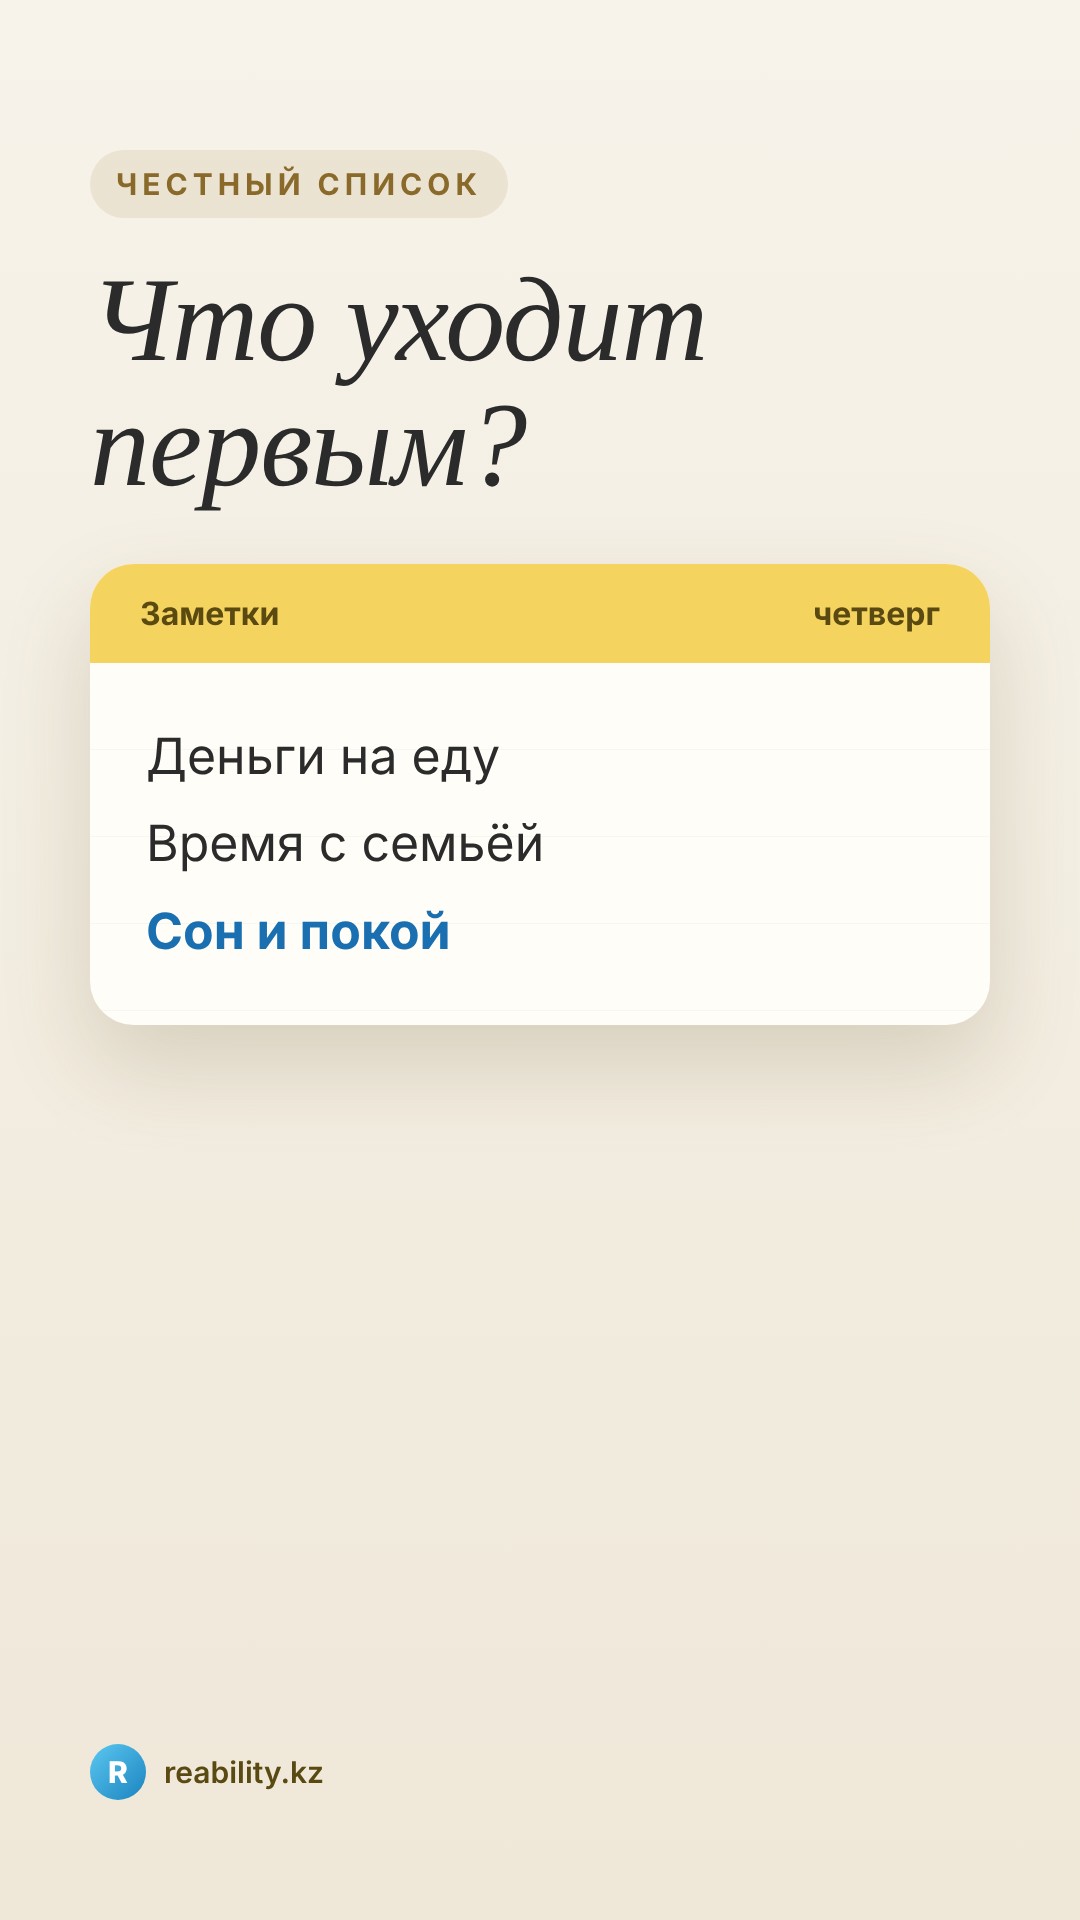 ЧЕСТНЫЙ СПИСОК
Что уходит
первым?
Заметки
четверг
Деньги на еду
Время с семьёй
Сон и покой
R
reability.kz